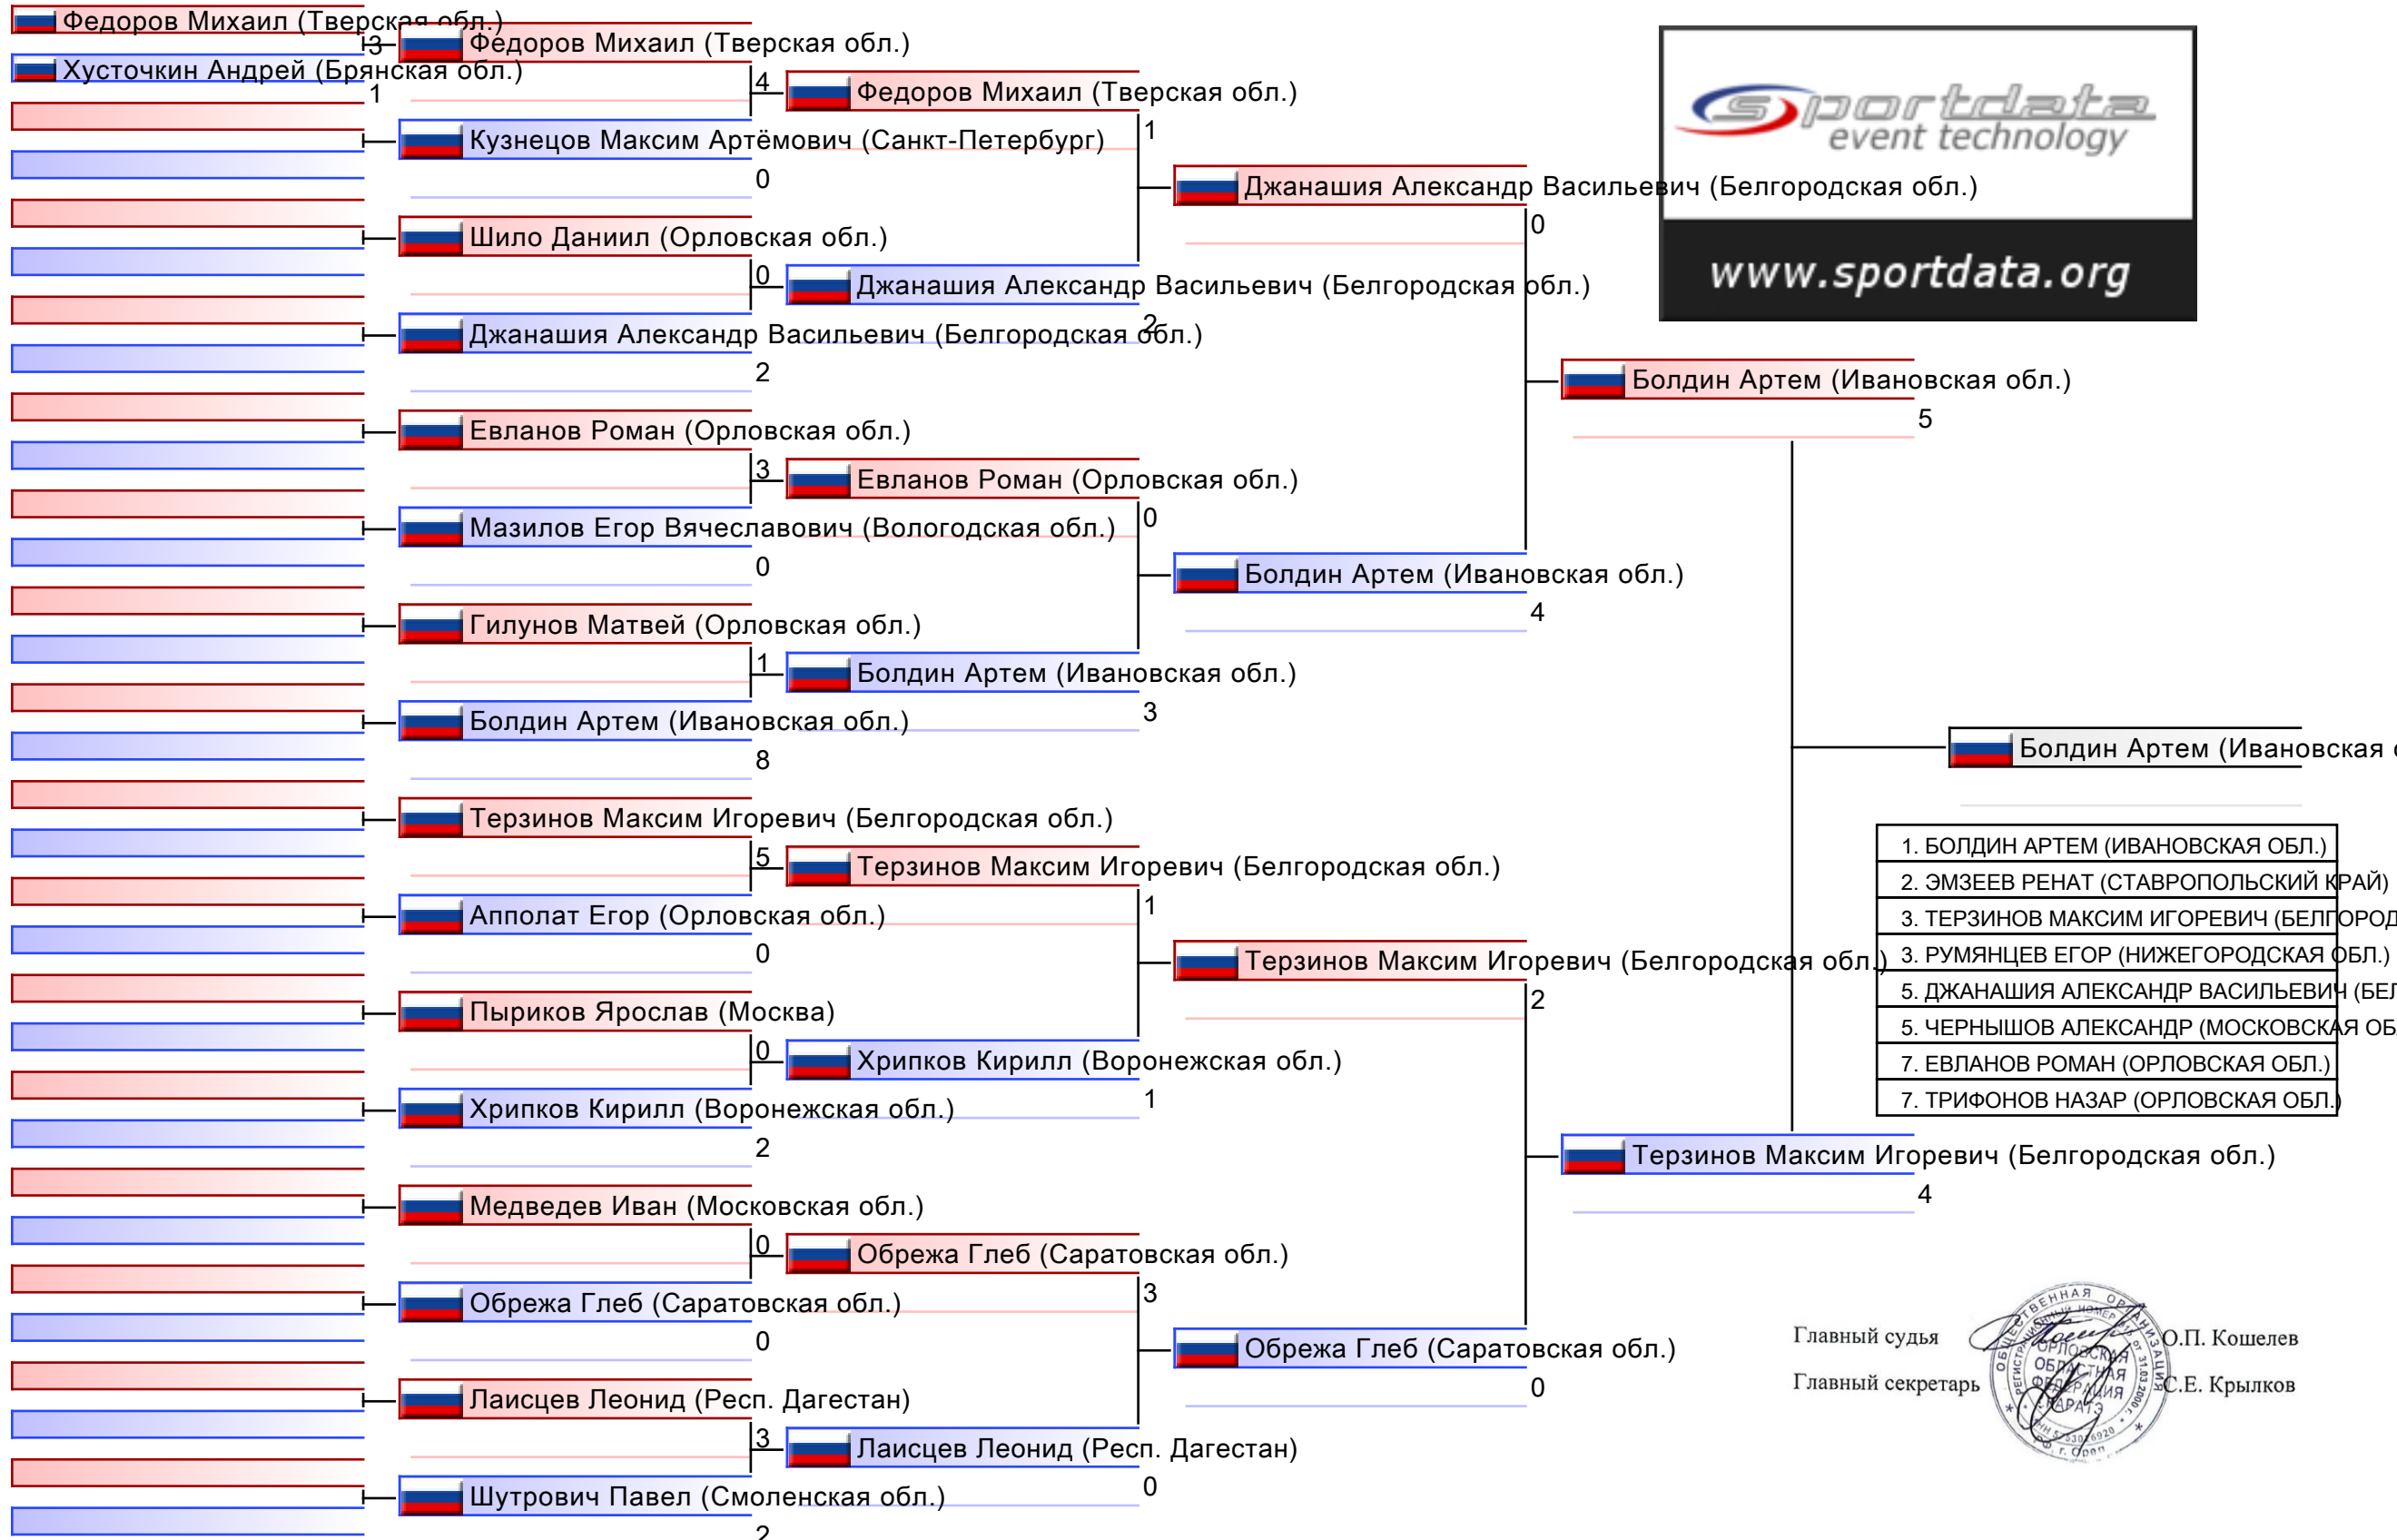 Федоров Михаил (Тверская обл.)
3
Хусточкин Андрей (Брянская обл.)
1
Федоров Михаил (Тверская обл.)
4
Кузнецов Максим Артёмович (Санкт-Петербург)
0
Шило Даниил (Орловская обл.)
0
Джанашия Александр Васильевич (Белгородская обл.)
2
Евланов Роман (Орловская обл.)
3
Мазилов Егор Вячеславович (Вологодская обл.)
0
Гилунов Матвей (Орловская обл.)
1
Болдин Артем (Ивановская обл.)
8
Терзинов Максим Игоревич (Белгородская обл.)
5
Апполат Егор (Орловская обл.)
0
Пыриков Ярослав (Москва)
0
Хрипков Кирилл (Воронежская обл.)
2
Медведев Иван (Московская обл.)
0
Обрежа Глеб (Саратовская обл.)
0
Лаисцев Леонид (Респ. Дагестан)
3
Шутрович Павел (Смоленская обл.)
2
Федоров Михаил (Тверская обл.)
1
Джанашия Александр Васильевич (Белгородская обл.)
2
Евланов Роман (Орловская обл.)
0
Болдин Артем (Ивановская обл.)
3
Терзинов Максим Игоревич (Белгородская обл.)
1
Хрипков Кирилл (Воронежская обл.)
1
Обрежа Глеб (Саратовская обл.)
3
Лаисцев Леонид (Респ. Дагестан)
0
Джанашия Александр Васильевич (Белгородская обл.)
0
Болдин Артем (Ивановская обл.)
4
Терзинов Максим Игоревич (Белгородская обл.)
2
Обрежа Глеб (Саратовская обл.)
0
Болдин Артем (Ивановская обл.)
5
Терзинов Максим Игоревич (Белгородская обл.)
4
Болдин Артем (Ивановская
sportdata
event technology
www.sportdata.org
1. БОЛДИН АРТЕМ (ИВАНОВСКАЯ ОБЛ.)
2. ЭМЗЕЕВ РЕНАТ (СТАВРОПОЛЬСКИЙ КРАЙ)
3. ТЕРЗИНОВ МАКСИМ ИГОРЕВИЧ (БЕЛГОРОД
3. РУМЯНЦЕВ ЕГОР (НИЖЕГОРОДСКАЯ ОБЛ.)
5. ДЖАНАШИЯ АЛЕКСАНДР ВАСИЛЬЕВИЧ (БЕЛ
5. ЧЕРНЫШОВ АЛЕКСАНДР (МОСКОВСКАЯ ОБЛ
7. ЕВЛАНОВ РОМАН (ОРЛОВСКАЯ ОБЛ.)
7. ТРИФОНОВ НАЗАР (ОРЛОВСКАЯ ОБЛ.)
Главный судья О.П. Кошелев
Главный секретарь С.Е. Крылков
ОБЩЕСТВЕННАЯ ОРГАНИЗАЦИЯ
ОРЛОВСКАЯ
ОБЛАСТНАЯ
ФЕДЕРАЦИЯ
КАРАТЭ